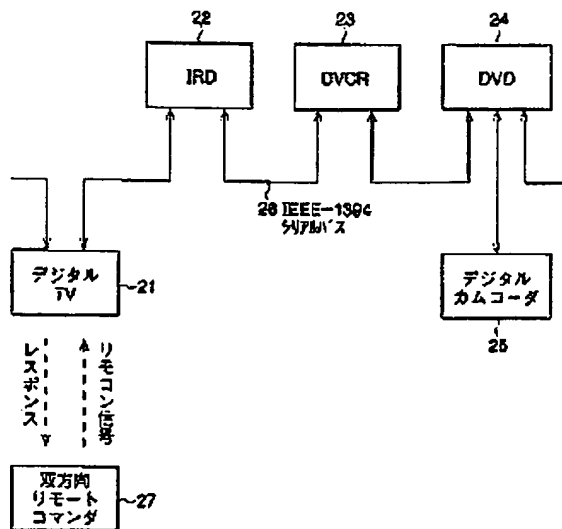 22
23
24
IRD
DVCR
DVD
26 IEEE-1394
シリアルバス
デジタル
TV
21
デジタル
カムコーダ
25
レスポンス
リモコン信号
双方向
リモート
コマンダ
27